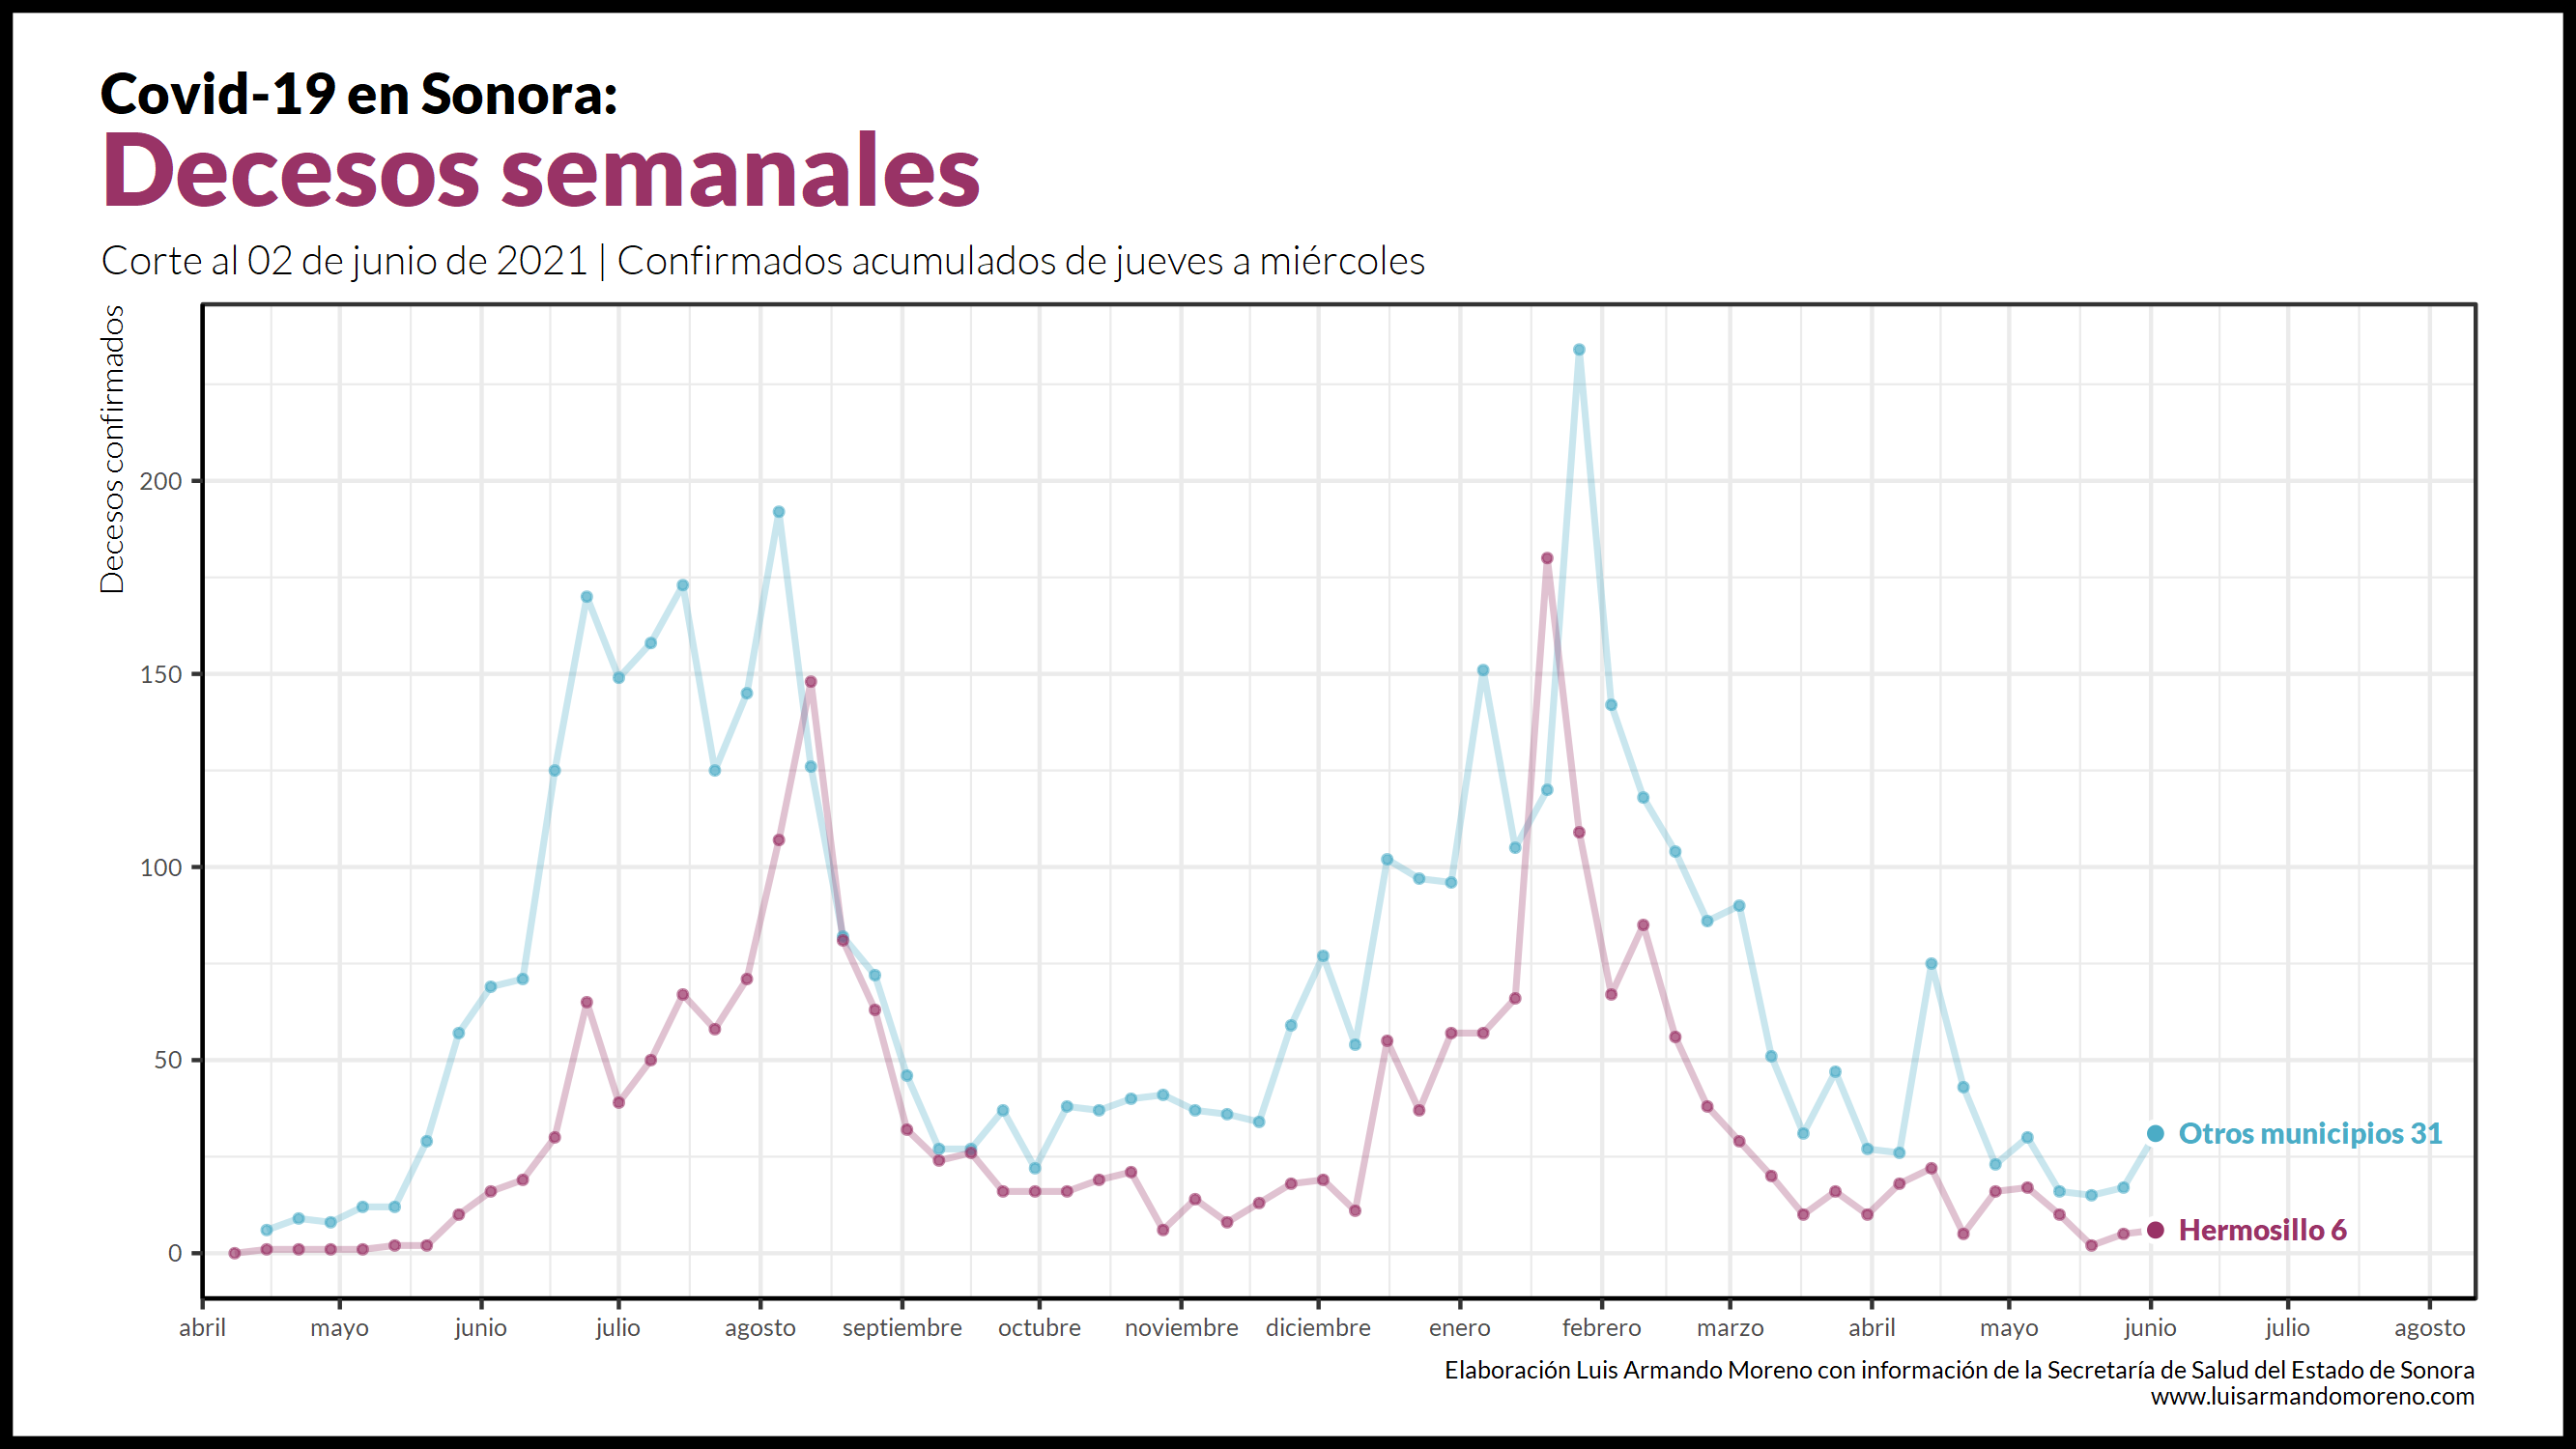 Covid-19 en Sonora:
Decesos semanales
Corte al 02 de junio de 2021 | Confirmados acumulados de jueves a miércoles
Decesos confirmados
200
150
100
50
0
Otros municipios 31
Hermosillo 6
abril mayo junio julio agosto septiembre octubre noviembre diciembre enero febrero marzo abril mayo junio julio agosto
Elaboración Luis Armando Moreno con información de la Secretaría de Salud del Estado de Sonora
www.luisarmandomoreno.com